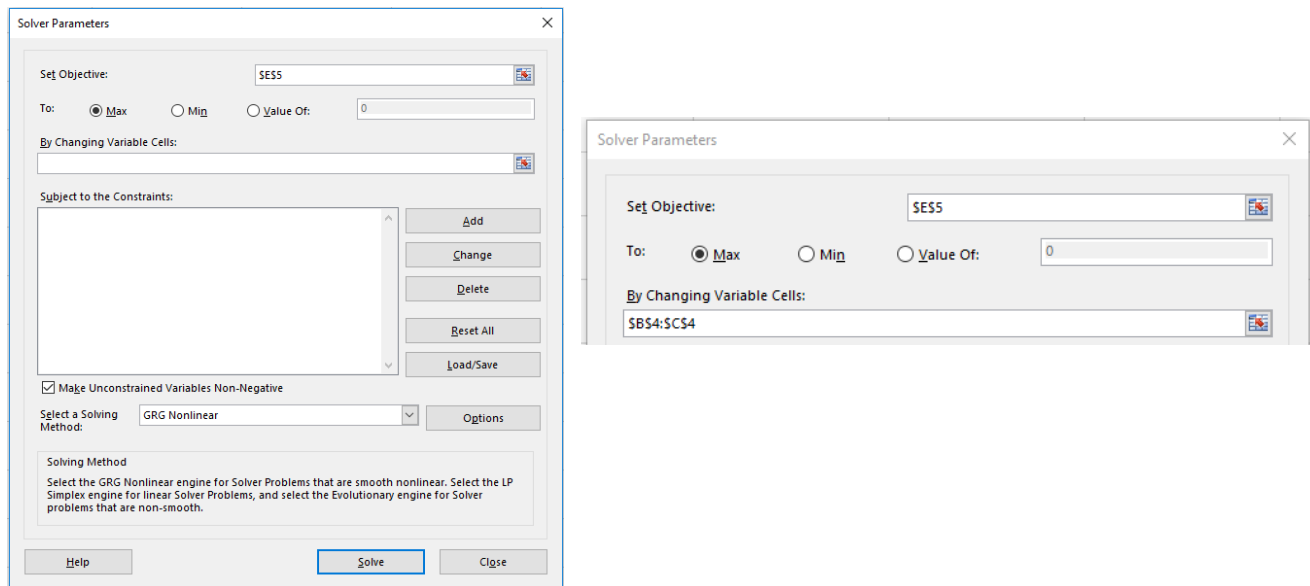 Solver Parameters
Set Objective:
$E$5
To:
Max
Min
Value Of:
0
By Changing Variable Cells:
Subject to the Constraints:
Add
Change
Delete
Reset All
Load/Save
Make Unconstrained Variables Non-Negative
Select a Solving
Method:
GRG Nonlinear
Options
Solving Method
Select the GRG Nonlinear engine for Solver Problems that are smooth nonlinear. Select the LP
Simplex engine for linear Solver Problems, and select the Evolutionary engine for Solver
problems that are non-smooth.
Help
Solve
Close
Solver Parameters
Set Objective:
$E$5
To:
Max
Min
Value Of:
0
By Changing Variable Cells:
$B$4:$C$4